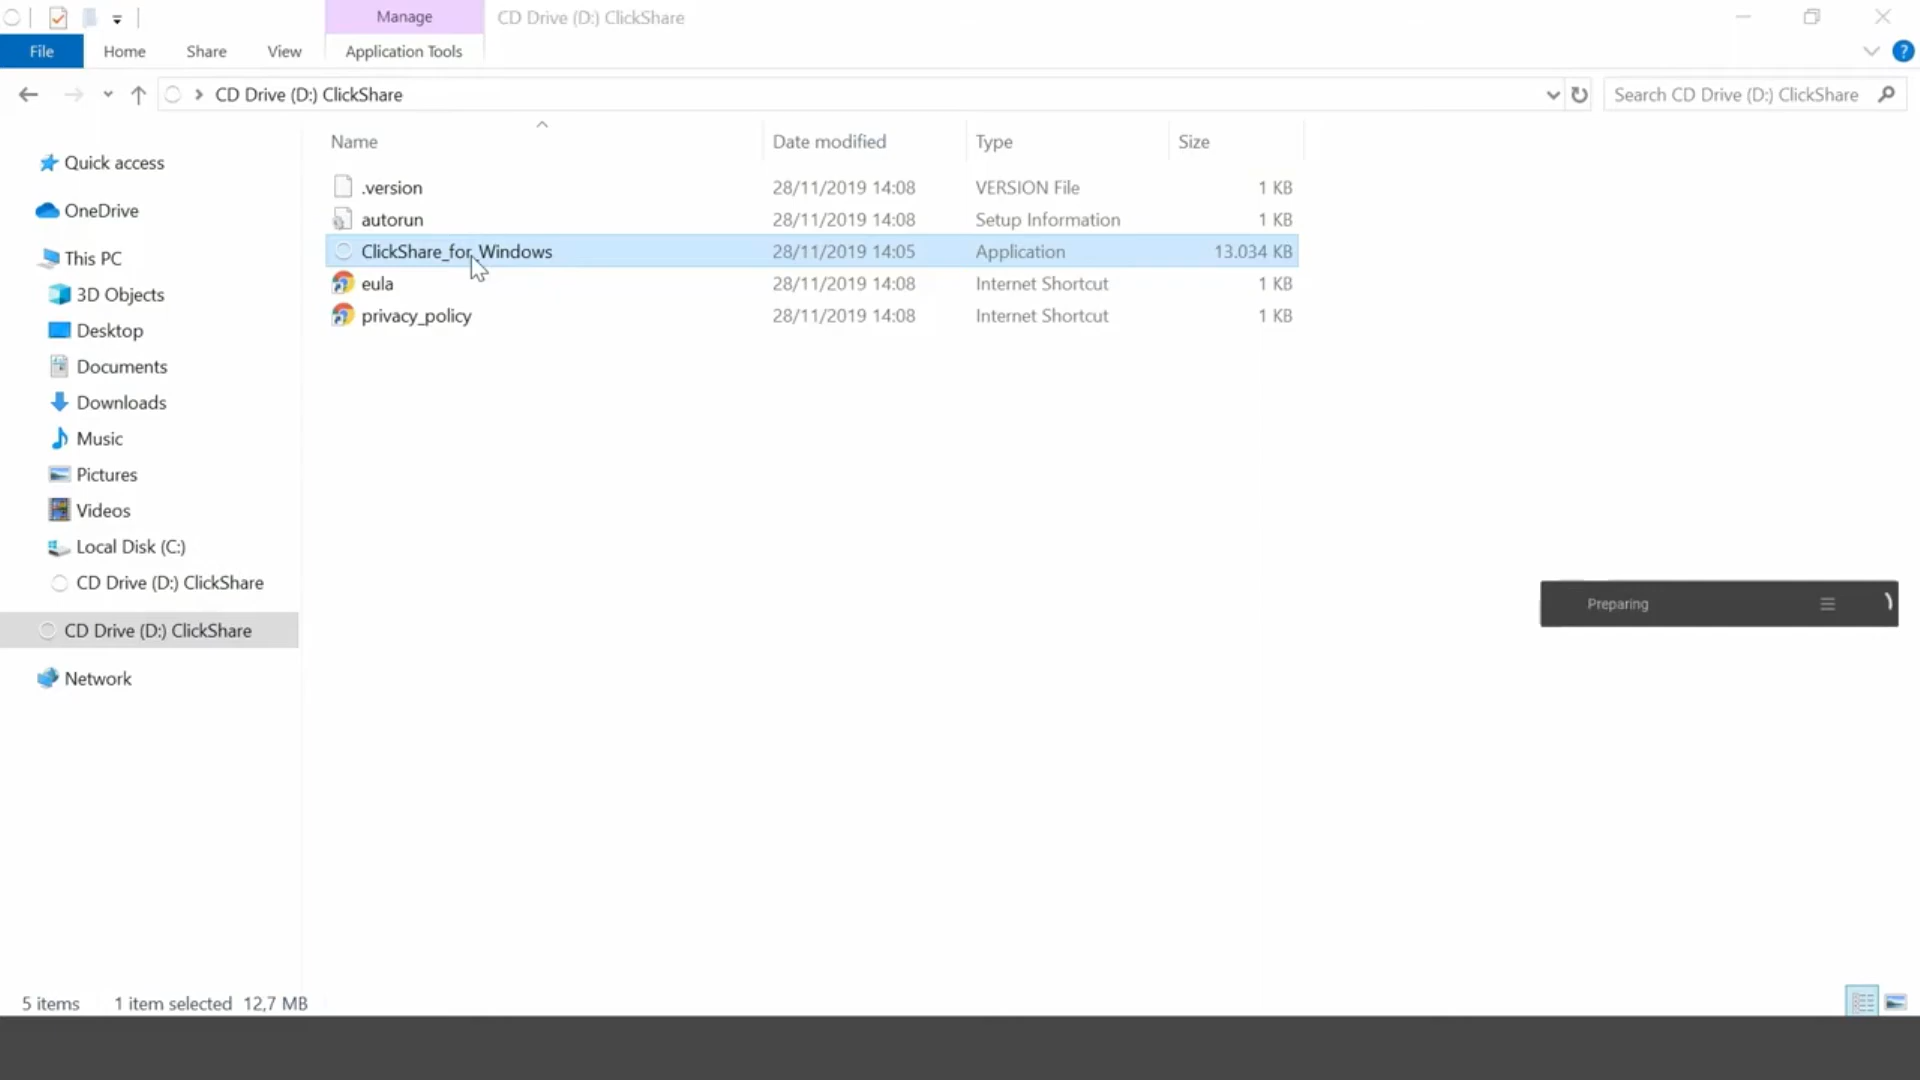 Manage
CD Drive (D:) ClickShare
File
Home
Share
View
Application Tools
?
CD Drive (D:) ClickShare
Search CD Drive (D:) ClickShare
Name
Date modified
Type
Size
.version
28/11/2019 14:08
VERSION File
1 KB
autorun
28/11/2019 14:08
Setup Information
1 KB
ClickShare_for_Windows
28/11/2019 14:05
Application
13.034 KB
eula
28/11/2019 14:08
Internet Shortcut
1 KB
privacy_policy
28/11/2019 14:08
Internet Shortcut
1 KB
Quick access
OneDrive
This PC
3D Objects
Desktop
Documents
Downloads
Music
Pictures
Videos
Local Disk (C:)
CD Drive (D:) ClickShare
CD Drive (D:) ClickShare
Network
Preparing
5 items
1 item selected
12,7 MB